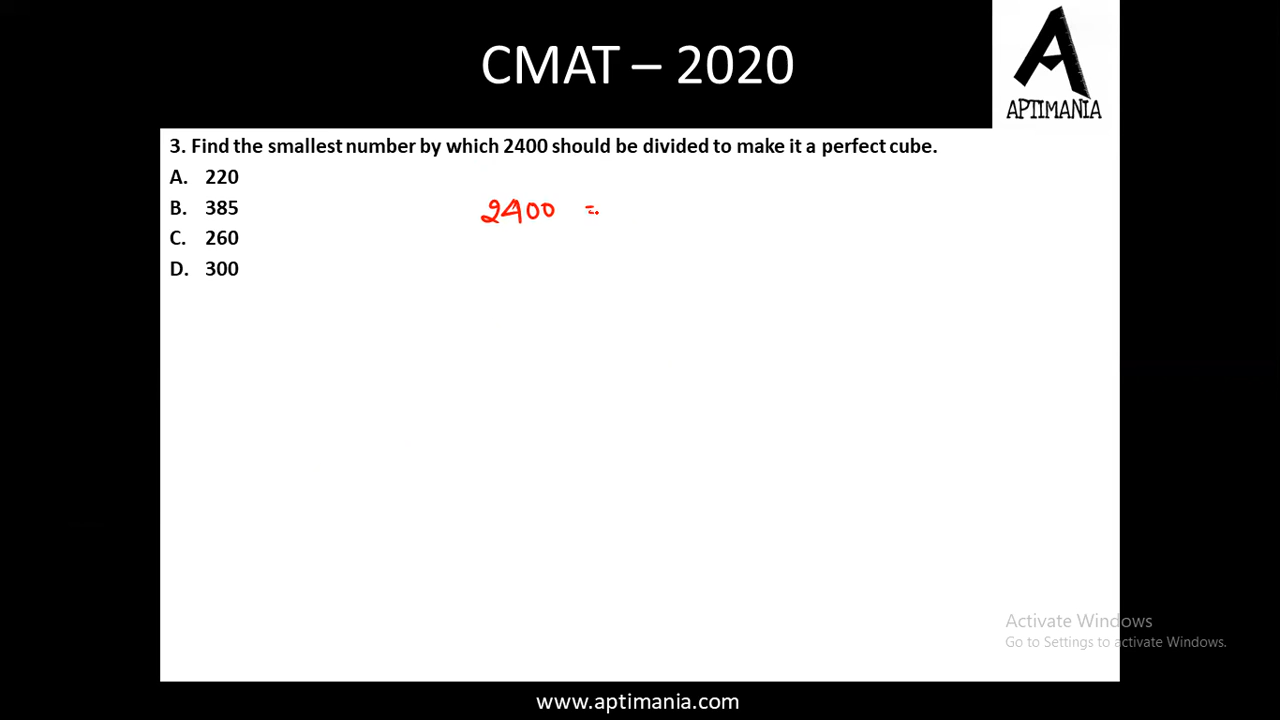 CMAT – 2020
APTIMANIA
3. Find the smallest number by which 2400 should be divided to make it a perfect cube.
A. 220
B. 385
C. 260
D. 300
2400 =
Activate Windows
Go to Settings to activate Windows.
www.aptimania.com